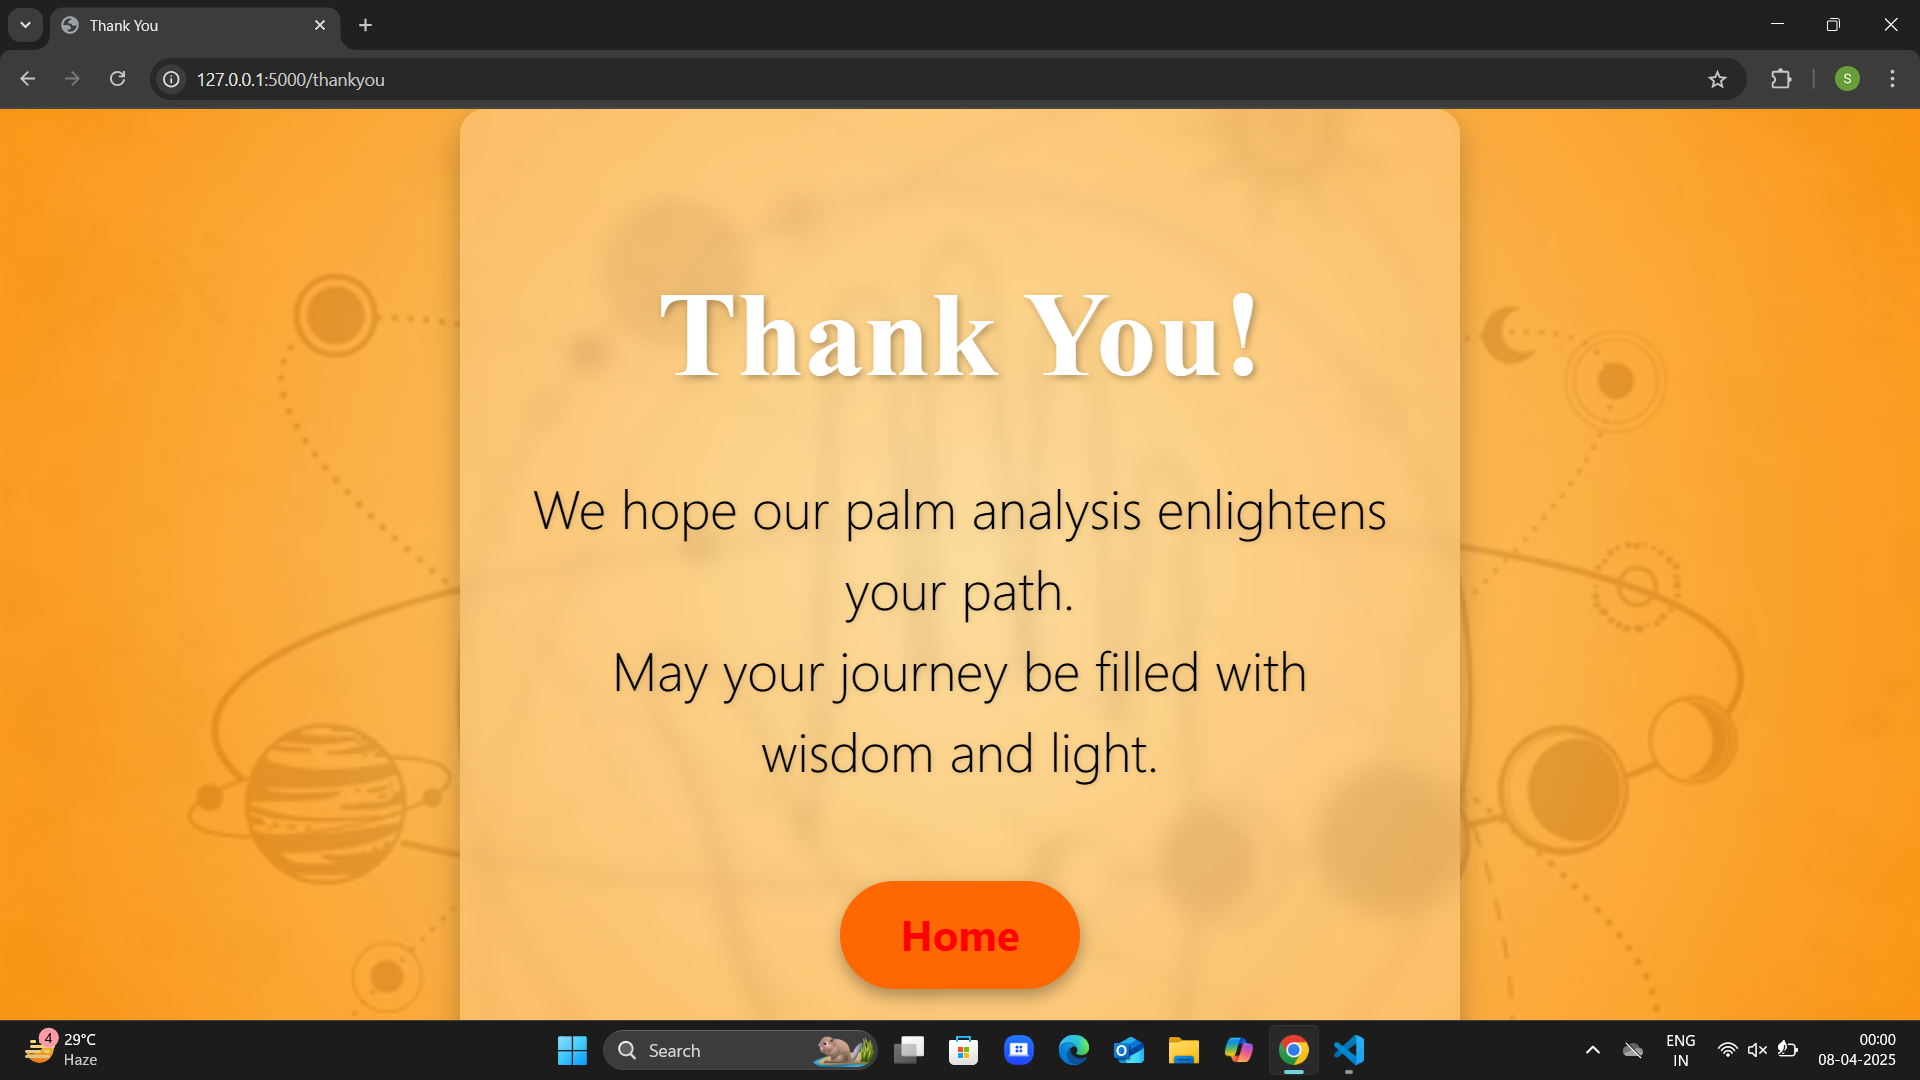 Thank You
127.0.0.1:5000/thankyou
S
Thank You!
We hope our palm analysis enlightens
your path.
May your journey be filled with
wisdom and light.
Home
4
29°C
Haze
Search
ENG
IN
00:00
08-04-2025